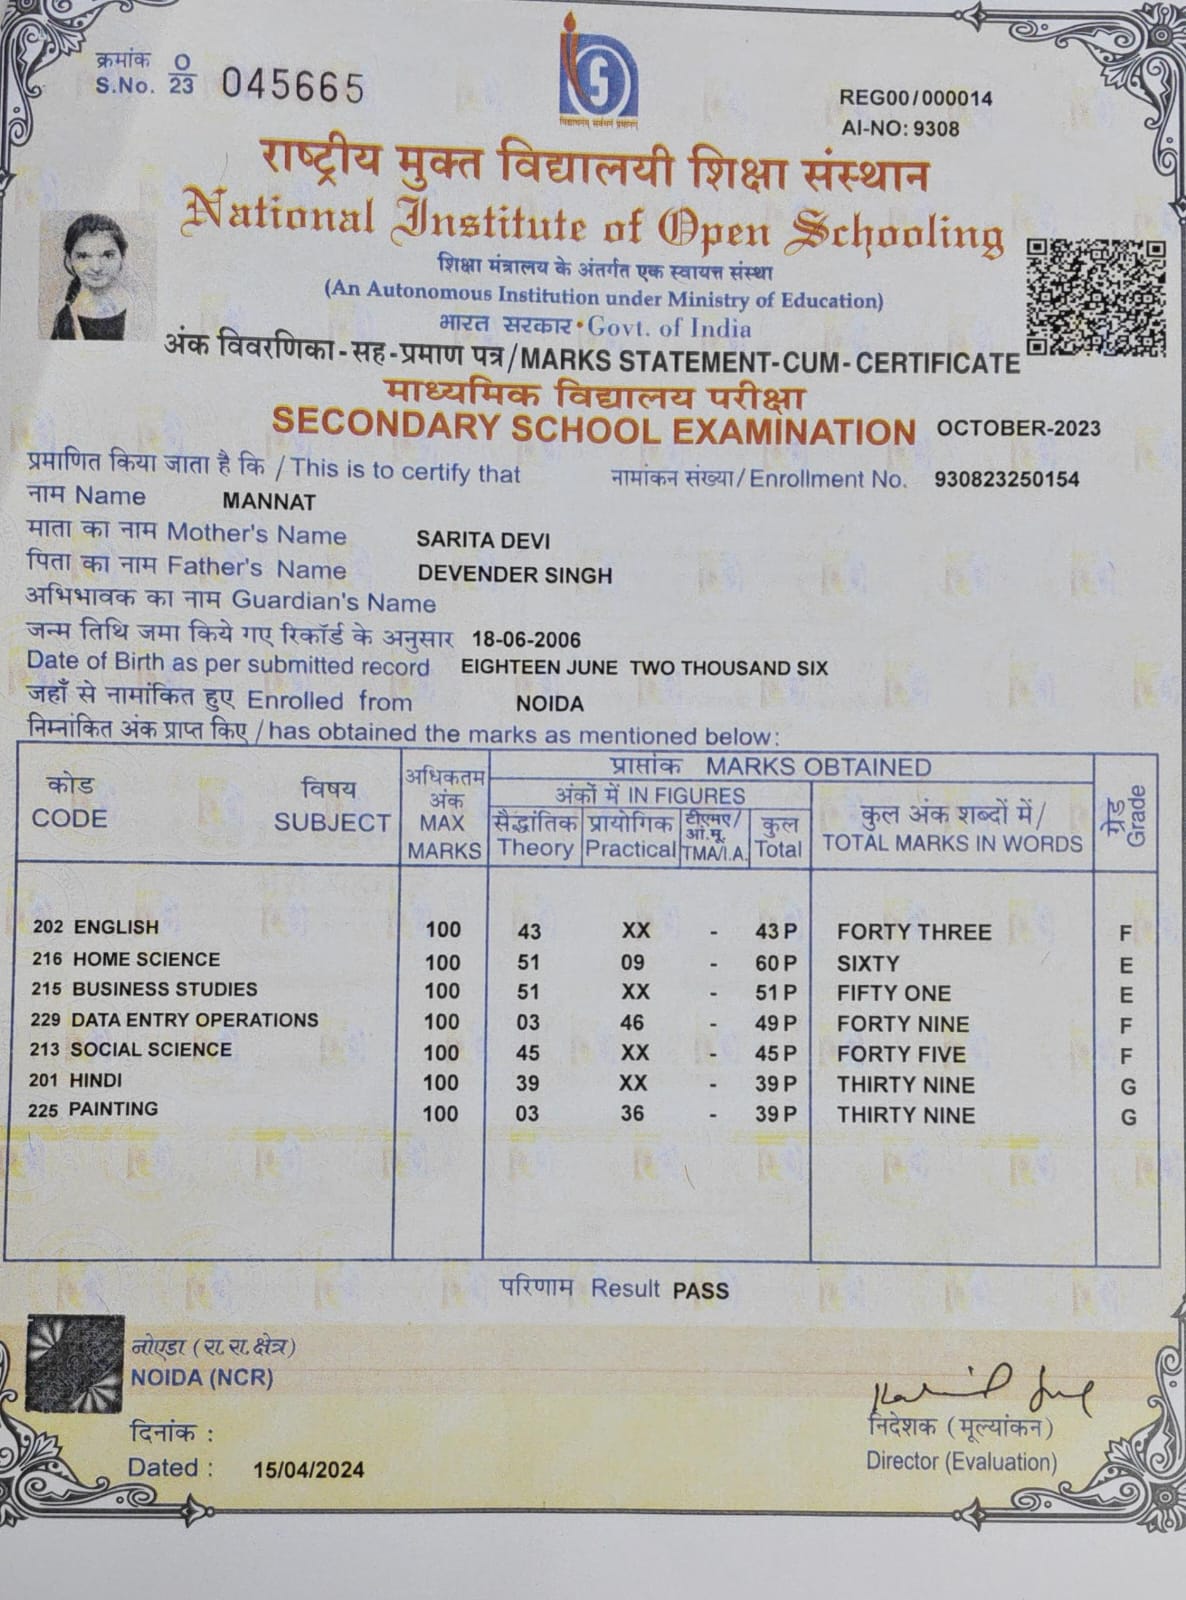 क्रमांक O
S.No. 23 045665
REG00/000014
AI-NO: 9308
विद्याधनम् सर्वधनं प्रधानम्
राष्ट्रीय मुक्त विद्यालयी शिक्षा संस्थान
National Institute of Open Schooling
शिक्षा मंत्रालय के अंतर्गत एक स्वायत्त संस्था
(An Autonomous Institution under Ministry of Education)
भारत सरकार • Govt. of India
अंक विवरणिका - सह - प्रमाण पत्र / MARKS STATEMENT-CUM-CERTIFICATE
माध्यमिक विद्यालय परीक्षा
SECONDARY SCHOOL EXAMINATION OCTOBER-2023
प्रमाणित किया जाता है कि / This is to certify that नामांकन संख्या / Enrollment No. 930823250154
नाम Name MANNAT
माता का नाम Mother's Name SARITA DEVI
पिता का नाम Father's Name DEVENDER SINGH
अभिभावक का नाम Guardian's Name
जन्म तिथि जमा किये गए रिकॉर्ड के अनुसार 18-06-2006
Date of Birth as per submitted record EIGHTEEN JUNE TWO THOUSAND SIX
जहाँ से नामांकित हुए Enrolled from NOIDA
निम्नांकित अंक प्राप्त किए / has obtained the marks as mentioned below:
कोड CODE विषय SUBJECT अधिकतम अंक MAX MARKS प्राप्तांक MARKS OBTAINED ग्रेड Grade
अंकों में IN FIGURES कुल अंक शब्दों में / TOTAL MARKS IN WORDS
सैद्धांतिक Theory प्रायोगिक Practical टीएमए/आं.मू. TMA/I.A. कुल Total
202 ENGLISH 100 43 XX - 43 P FORTY THREE F
216 HOME SCIENCE 100 51 09 - 60 P SIXTY E
215 BUSINESS STUDIES 100 51 XX - 51 P FIFTY ONE E
229 DATA ENTRY OPERATIONS 100 03 46 - 49 P FORTY NINE F
213 SOCIAL SCIENCE 100 45 XX - 45 P FORTY FIVE F
201 HINDI 100 39 XX - 39 P THIRTY NINE G
225 PAINTING 100 03 36 - 39 P THIRTY NINE G
परिणाम Result PASS
नोएडा (रा. रा. क्षेत्र)
NOIDA (NCR)
दिनांक :
Dated : 15/04/2024
निदेशक (मूल्यांकन)
Director (Evaluation)